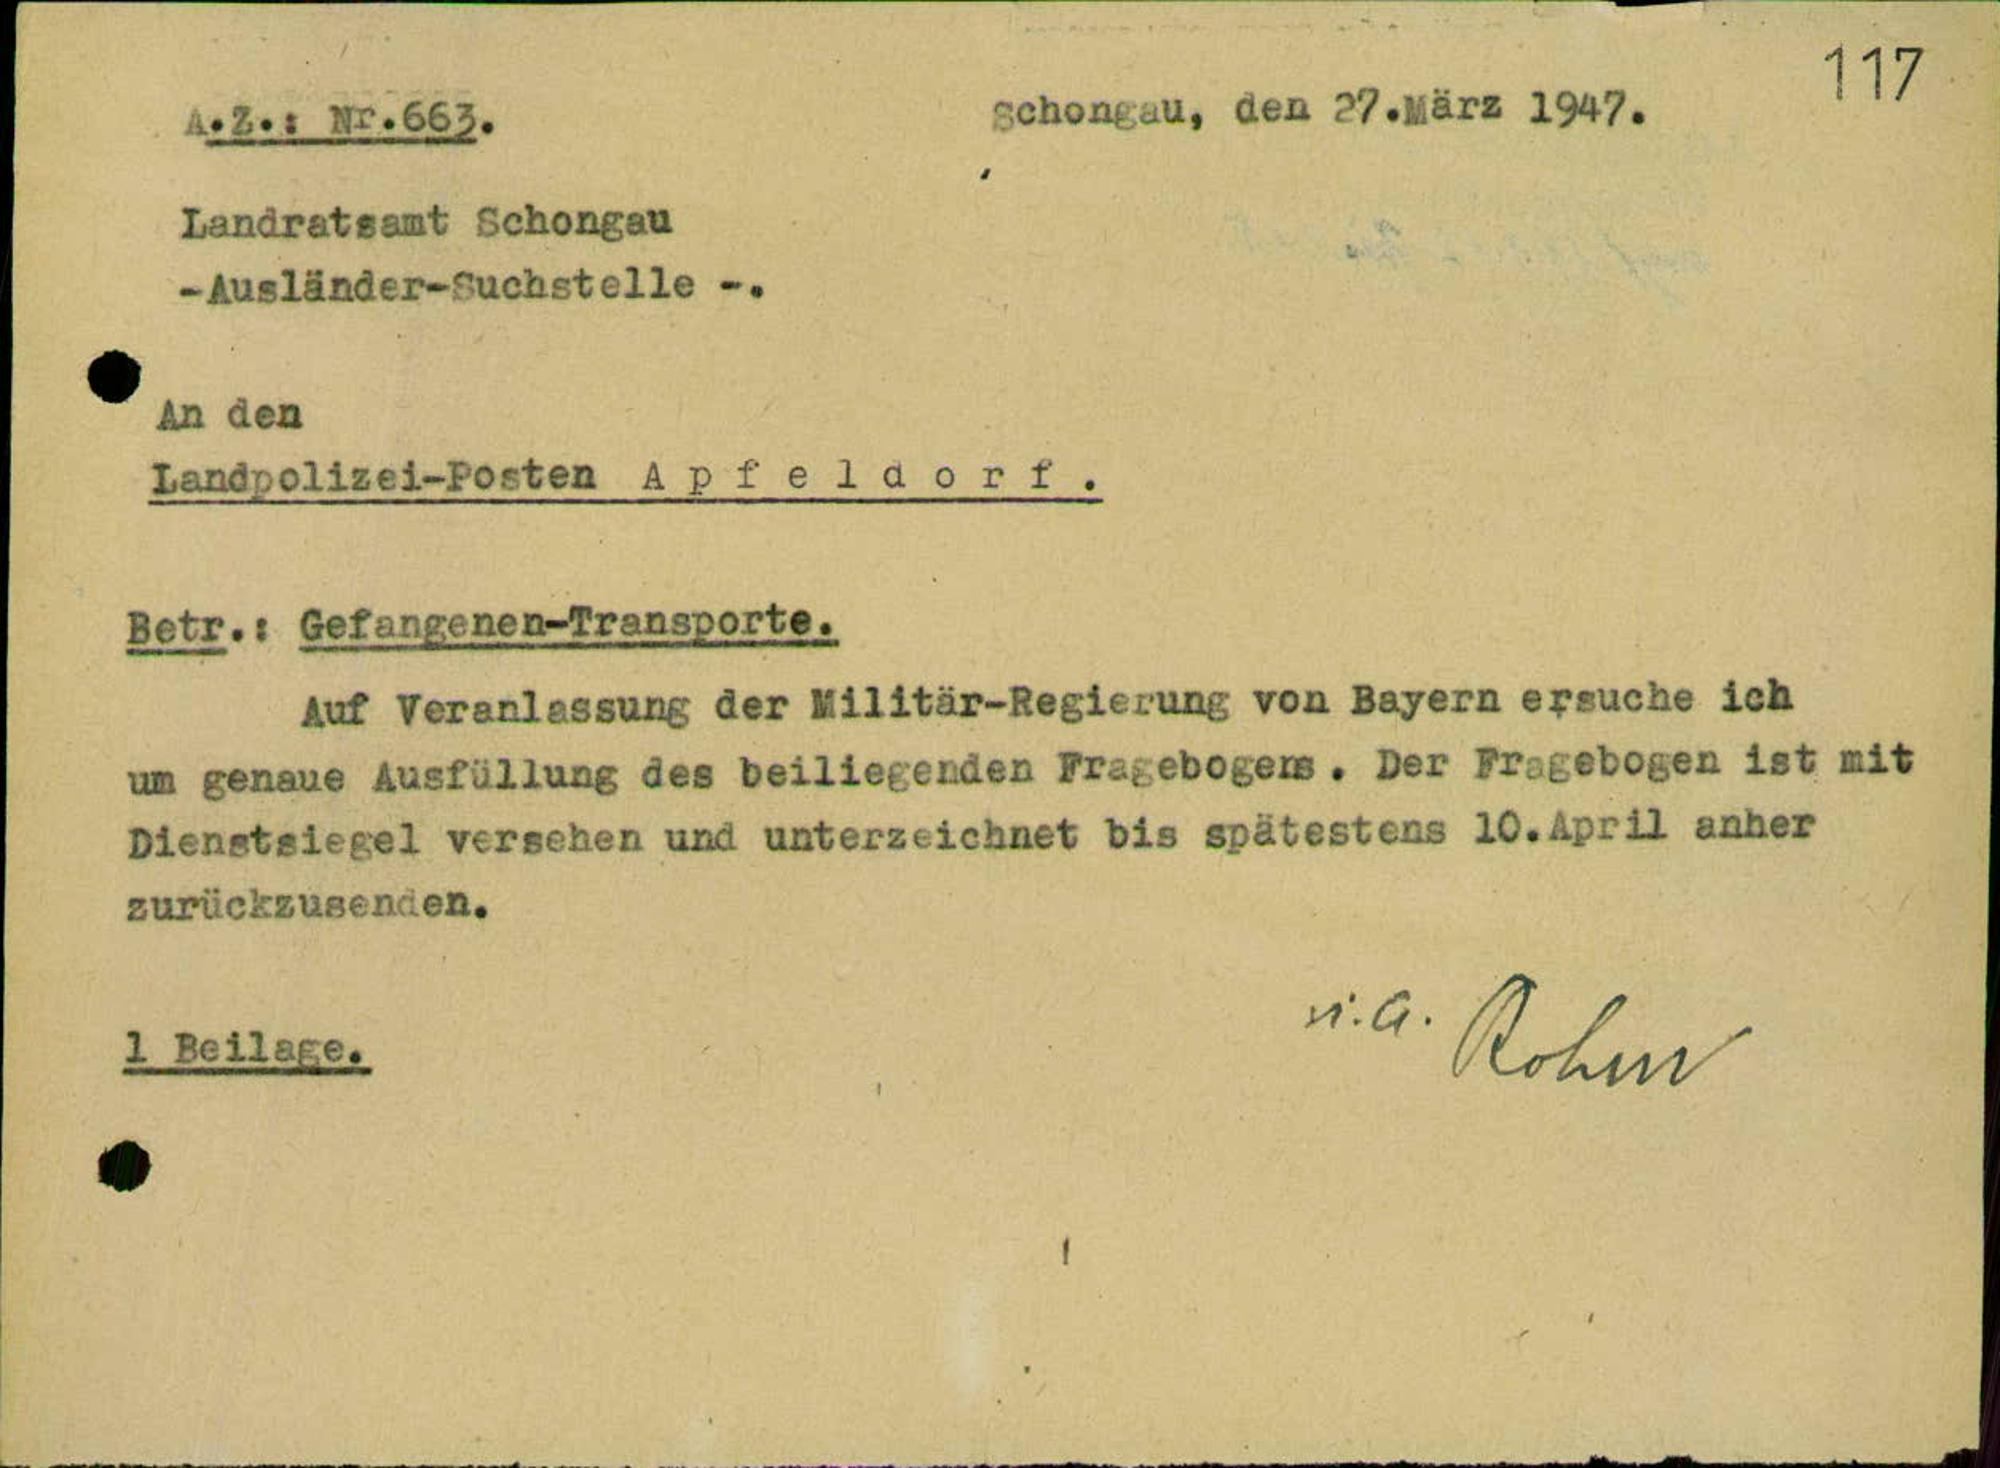 117
A.Z.: Nr.663.
Schongau, den 27.März 1947.
Landratsamt Schongau
-Ausländer-Suchstelle -.
An den
Landpolizei-Posten A p f e l d o r f .
Betr.: Gefangenen-Transporte.
Auf Veranlassung der Militär-Regierung von Bayern ersuche ich
um genaue Ausfüllung des beiliegenden Fragebogens. Der Fragebogen ist mit
Dienstsiegel versehen und unterzeichnet bis spätestens 10.April anher
zurückzusenden.
i.A.
1 Beilage.